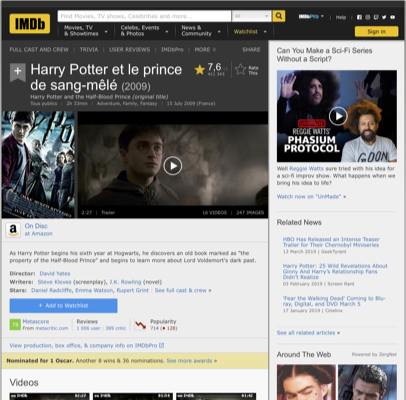 IMDb
Find Movies, TV shows, Celebrities and more...
All
IMDbPro
Help
Movies, TV & Showtimes
Celebs, Events & Photos
News & Community
Watchlist
Sign in
FULL CAST AND CREW | TRIVIA | USER REVIEWS | IMDbPro | MORE
SHARE
Harry Potter et le prince
de sang-mêlé (2009)
Harry Potter and the Half-Blood Prince (original title)
Tous publics | 2h 33min | Adventure, Family, Fantasy | 15 July 2009 (France)
7,6
Rate
This
2:27 | Trailer
16 VIDEOS | 247 IMAGES
On Disc
at Amazon
As Harry Potter begins his sixth year at Hogwarts, he discovers an old book marked as "the
property of the Half-Blood Prince" and begins to learn more about Lord Voldemort's dark past.
Director: David Yates
Writers: Steve Kloves (screenplay), J.K. Rowling (novel)
Stars: Daniel Radcliffe, Emma Watson, Rupert Grint | See full cast & crew »
+ Add to Watchlist
Metascore
From metacritic.com
Reviews
Popularity
View production, box office, & company info on IMDbPro
Nominated for 1 Oscar. Another 8 wins & 36 nominations. See more awards »
Videos
Can You Make a Sci-Fi Series
Without a Script?
REGGIE WATTS'
PHASIUM
PROTOCOL
Well Reggie Watts sure tried with his idea for
a sci-fi improv show. What happens when we
bring his idea to life?
Watch now on "UnMade" »
Related News
HBO Has Released an Intense Teaser
Trailer for Their Chernobyl Miniseries
13 March 2019 | GeekTyrant
Harry Potter: 25 Wild Revelations About
Ginny And Harry's Relationship Fans
Didn't Realize
03 February 2019 | Screen Rant
'Fear the Walking Dead' Coming to Blu-
ray, Digital, and DVD March 5
17 January 2019 | Cinelinx
See all related articles »
Around The Web
Powered by ZergNet